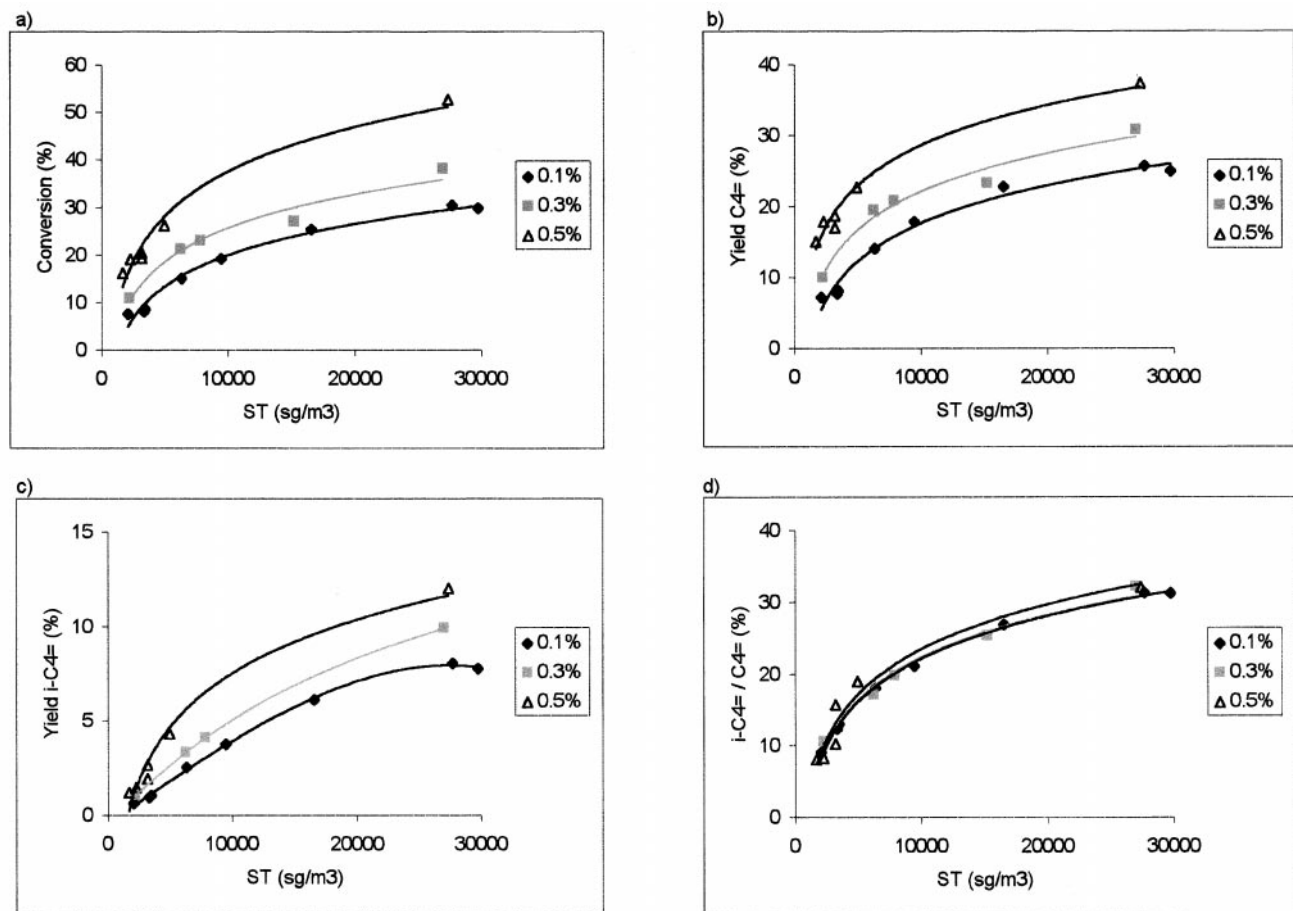 a)
60
50
40
30
20
10
0
Conversion (%)
0 10000 20000 30000
ST (sg/m3)
0.1%
0.3%
0.5%
b)
40
30
20
10
0
Yield C4= (%)
0 10000 20000 30000
ST (sg/m3)
0.1%
0.3%
0.5%
c)
15
10
5
0
Yield i-C4= (%)
0 10000 20000 30000
ST (sg/m3)
0.1%
0.3%
0.5%
d)
40
30
20
10
0
i-C4= / C4= (%)
0 10000 20000 30000
ST (sg/m3)
0.1%
0.3%
0.5%